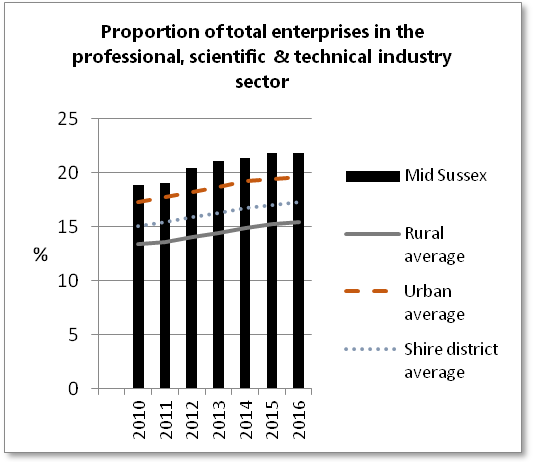 Proportion of total enterprises in the
professional, scientific & technical industry
sector
25
20
15
10
5
0
%
2010
2011
2012
2013
2014
2015
2016
Mid Sussex
Rural
average
Urban
average
Shire district
average